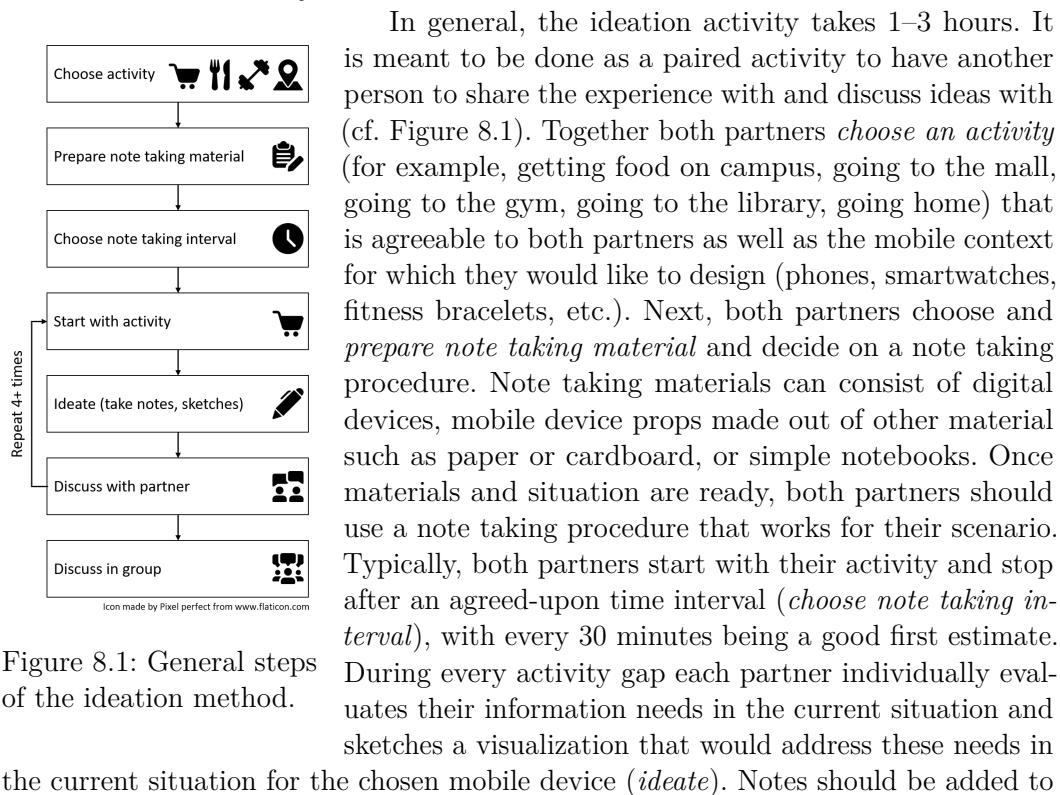 Choose activity
Prepare note taking material
Choose note taking interval
Start with activity
Ideate (take notes, sketches)
Discuss with partner
Discuss in group
Repeat 4+ times
Icon made by Pixel perfect from www.flaticon.com
Figure 8.1: General steps
of the ideation method.
In general, the ideation activity takes 1–3 hours. It
is meant to be done as a paired activity to have another
person to share the experience with and discuss ideas with
(cf. Figure 8.1). Together both partners choose an activity
(for example, getting food on campus, going to the mall,
going to the gym, going to the library, going home) that
is agreeable to both partners as well as the mobile context
for which they would like to design (phones, smartwatches,
fitness bracelets, etc.). Next, both partners choose and
prepare note taking material and decide on a note taking
procedure. Note taking materials can consist of digital
devices, mobile device props made out of other material
such as paper or cardboard, or simple notebooks. Once
materials and situation are ready, both partners should
use a note taking procedure that works for their scenario.
Typically, both partners start with their activity and stop
after an agreed-upon time interval (choose note taking in-
terval), with every 30 minutes being a good first estimate.
During every activity gap each partner individually eval-
uates their information needs in the current situation and
sketches a visualization that would address these needs in
the current situation for the chosen mobile device (ideate). Notes should be added to